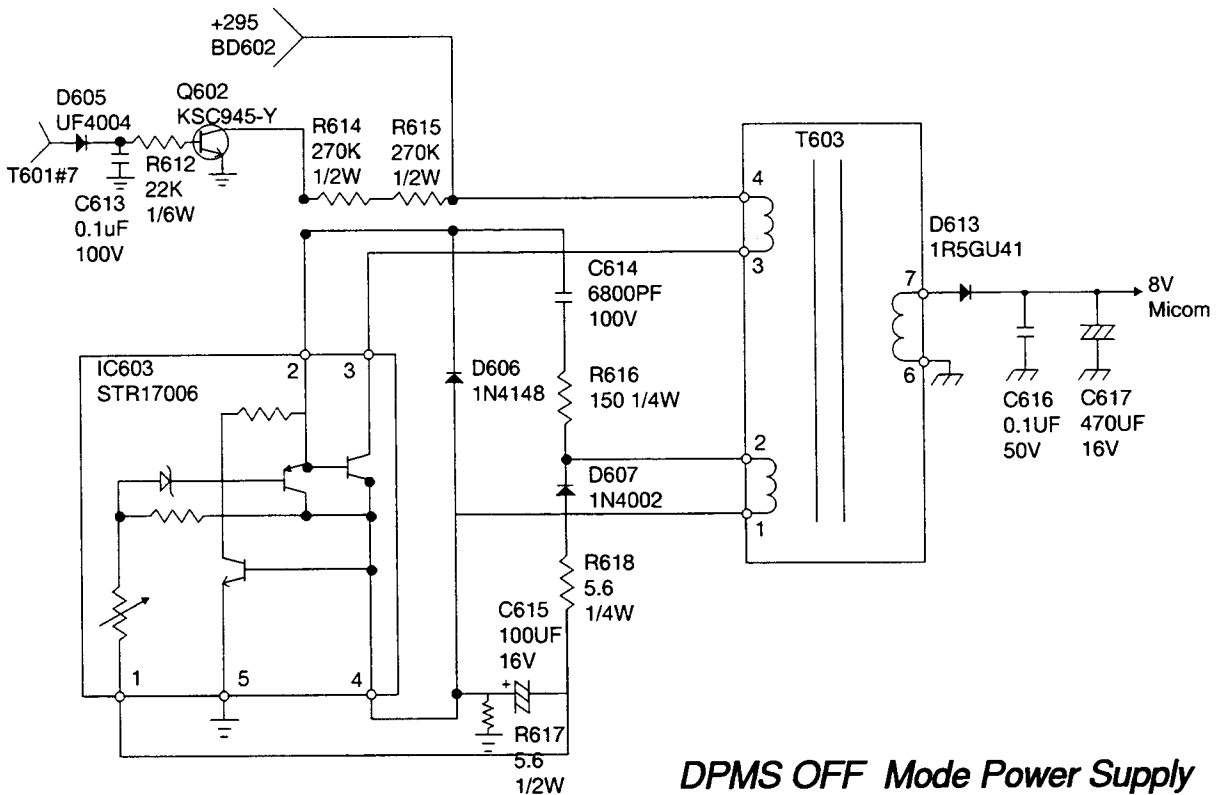 +295
BD602
D605
UF4004
Q602
KSC945-Y
T601#7
C613
0.1uF
100V
R612
22K
1/6W
R614
270K
1/2W
R615
270K
1/2W
T603
4
3
7
6
2
1
D613
1R5GU41
8V
Micom
C616
0.1UF
50V
C617
470UF
16V
C614
6800PF
100V
IC603
STR17006
2
3
D606
1N4148
R616
150 1/4W
D607
1N4002
R618
5.6
1/4W
C615
100UF
16V
+
R617
5.6
1/2W
1
5
4
DPMS OFF Mode Power Supply